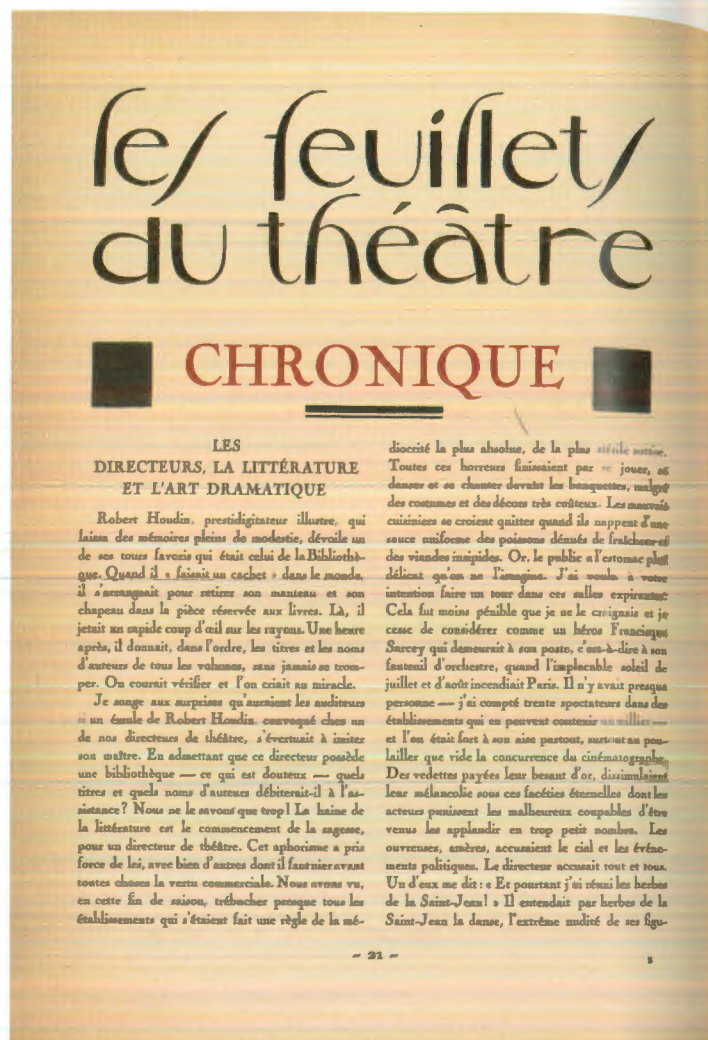 les feuillets
du théâtre
CHRONIQUE
LES
DIRECTEURS, LA LITTÉRATURE
ET L'ART DRAMATIQUE
Robert Houdin, prestidigitateur illustre, qui
laissa des mémoires pleins de modestie, dévoile un
de ses tours favoris qui était celui de la Bibliothè-
que. Quand il « faisait un cachet » dans le monde,
il s'arrangeait pour retirer son manteau et son
chapeau dans la pièce réservée aux livres. Là, il
jetait un rapide coup d'œil sur les rayons. Une heure
après, il donnait, dans l'ordre, les titres et les noms
d'auteurs de tous les volumes, sans jamais se trom-
per. On courait vérifier et l'on criait au miracle.
Je songe aux surprises qu'auraient les auditeurs
si un émule de Robert Houdin, convoqué chez un
de nos directeurs de théâtre, s'évertuait à imiter
son maître. En admettant que ce directeur possède
une bibliothèque — ce qui est douteux — quels
titres et quels noms d'auteurs débiterait-il à l'as-
sistance ? Nous ne le savons que trop ! La haine de
la littérature est le commencement de la sagesse,
pour un directeur de théâtre. Cet aphorisme a pris
force de loi, avec bien d'autres dont il faut nier avant
toutes choses la vertu commerciale. Nous avons vu,
en cette fin de saison, trébucher presque tous les
établissements qui s'étaient fait une règle de la mé-
diocrité la plus absolue, de la plus stérile sottise.
Toutes ces horreurs finissaient par se jouer, se
danser et se chanter devant les banquettes, malgré
des costumes et des décors très coûteux. Les mauvais
cuisiniers se croient quittes quand ils nappent d'une
sauce uniforme des poissons dénués de fraîcheur et
des viandes insipides. Or, le public a l'estomac plus
délicat qu'on ne l'imagine. J'ai voulu à votre
intention faire un tour dans ces salles expirantes.
Cela fut moins pénible que je ne le craignais et je
cesse de considérer comme un héros Francisque
Sarcey qui demeurait à son poste, c'est-à-dire à son
fauteuil d'orchestre, quand l'implacable soleil de
juillet et d'août incendiait Paris. Il n'y avait presque
personne — j'ai compté trente spectateurs dans des
établissements qui en peuvent contenir un millier —
et l'on était fort à son aise partout, surtout au pou-
lailler que vide la concurrence du cinématographe.
Des vedettes payées leur besant d'or, dissimulaient
leur mélancolie sous ces facéties éternelles dont les
acteurs punissent les malheureux coupables d'être
venus les applaudir en trop petit nombre. Les
ouvreuses, amères, accusaient le ciel et les événe-
ments politiques. Le directeur accusait tout et tous.
Un d'eux me dit : « Et pourtant j'ai réuni les herbes
de la Saint-Jean ! » Il entendait par herbes de la
Saint-Jean la danse, l'extrême nudité de ses figu-
~ 21 ~